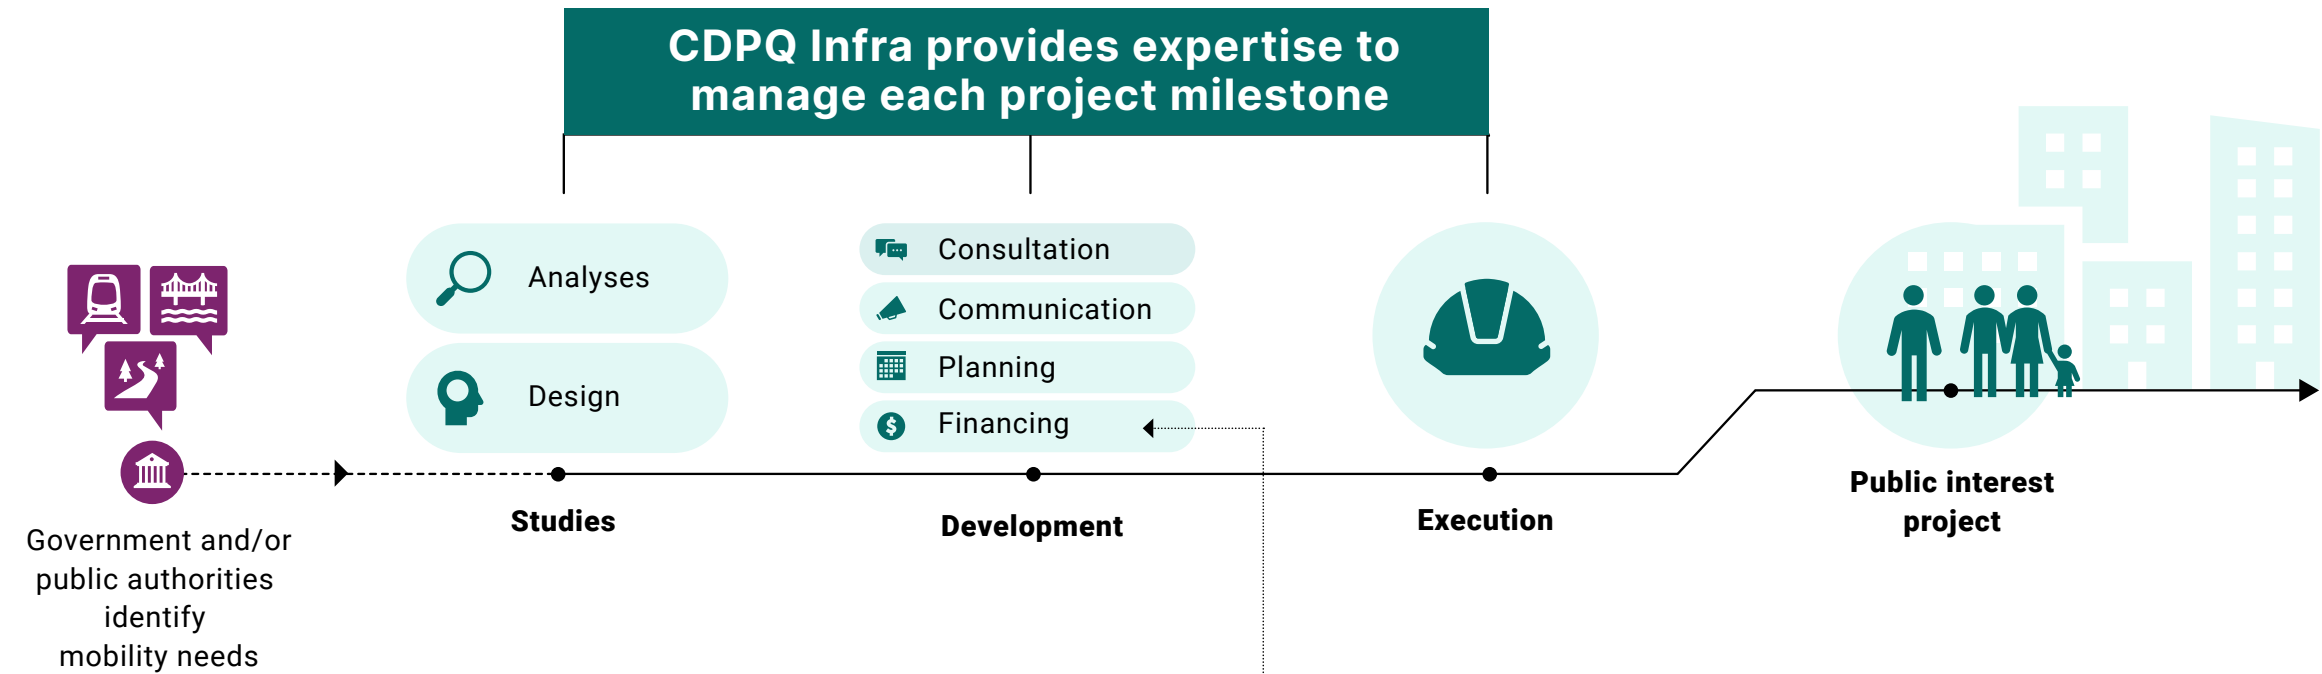 CDPQ Infra provides expertise to
manage each project milestone
Analyses
Design
Consultation
Communication
Planning
Financing
Government and/or
public authorities
identify
mobility needs
Studies
Development
Execution
Public interest
project